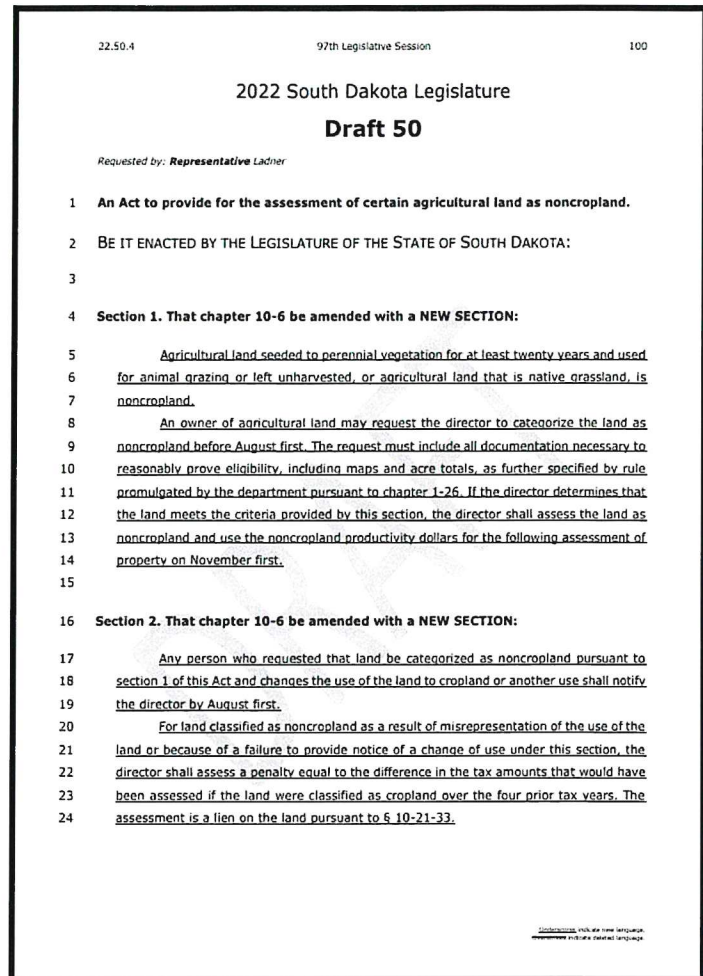 22.50.4 97th Legislative Session 100
2022 South Dakota Legislature
Draft 50
Requested by: Representative Ladner
1 An Act to provide for the assessment of certain agricultural land as noncropland.
2 BE IT ENACTED BY THE LEGISLATURE OF THE STATE OF SOUTH DAKOTA:
3
4 Section 1. That chapter 10-6 be amended with a NEW SECTION:
5 Agricultural land seeded to perennial vegetation for at least twenty years and used
6 for animal grazing or left unharvested, or agricultural land that is native grassland, is
7 noncropland.
8 An owner of agricultural land may request the director to categorize the land as
9 noncropland before August first. The request must include all documentation necessary to
10 reasonably prove eligibility, including maps and acre totals, as further specified by rule
11 promulgated by the department pursuant to chapter 1-26. If the director determines that
12 the land meets the criteria provided by this section, the director shall assess the land as
13 noncropland and use the noncropland productivity dollars for the following assessment of
14 property on November first.
15
16 Section 2. That chapter 10-6 be amended with a NEW SECTION:
17 Any person who requested that land be categorized as noncropland pursuant to
18 section 1 of this Act and changes the use of the land to cropland or another use shall notify
19 the director by August first.
20 For land classified as noncropland as a result of misrepresentation of the use of the
21 land or because of a failure to provide notice of a change of use under this section, the
22 director shall assess a penalty equal to the difference in the tax amounts that would have
23 been assessed if the land were classified as cropland over the four prior tax years. The
24 assessment is a lien on the land pursuant to § 10-21-33.
DRAFT
Underscores indicate new language.
Overstrikes indicate deleted language.